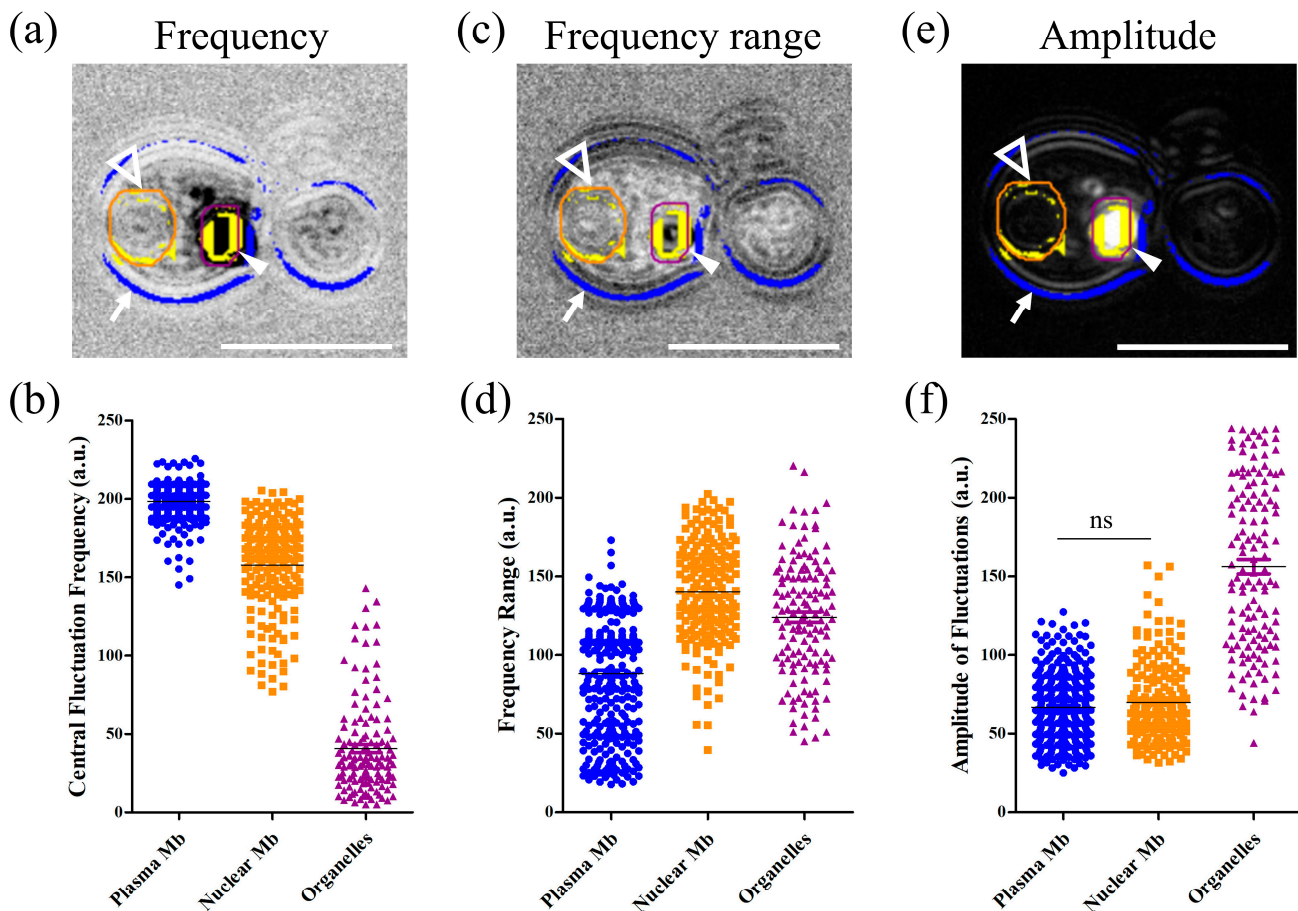 (a) Frequency
(c) Frequency range
(e) Amplitude
(b)
Central Fluctuation Frequency (a.u.)
250
200
150
100
50
0
Plasma Mb
Nuclear Mb
Organelles
(d)
Frequency Range (a.u.)
250
200
150
100
50
0
Plasma Mb
Nuclear Mb
Organelles
(f)
Amplitude of Fluctuations (a.u.)
250
200
150
100
50
0
ns
Plasma Mb
Nuclear Mb
Organelles